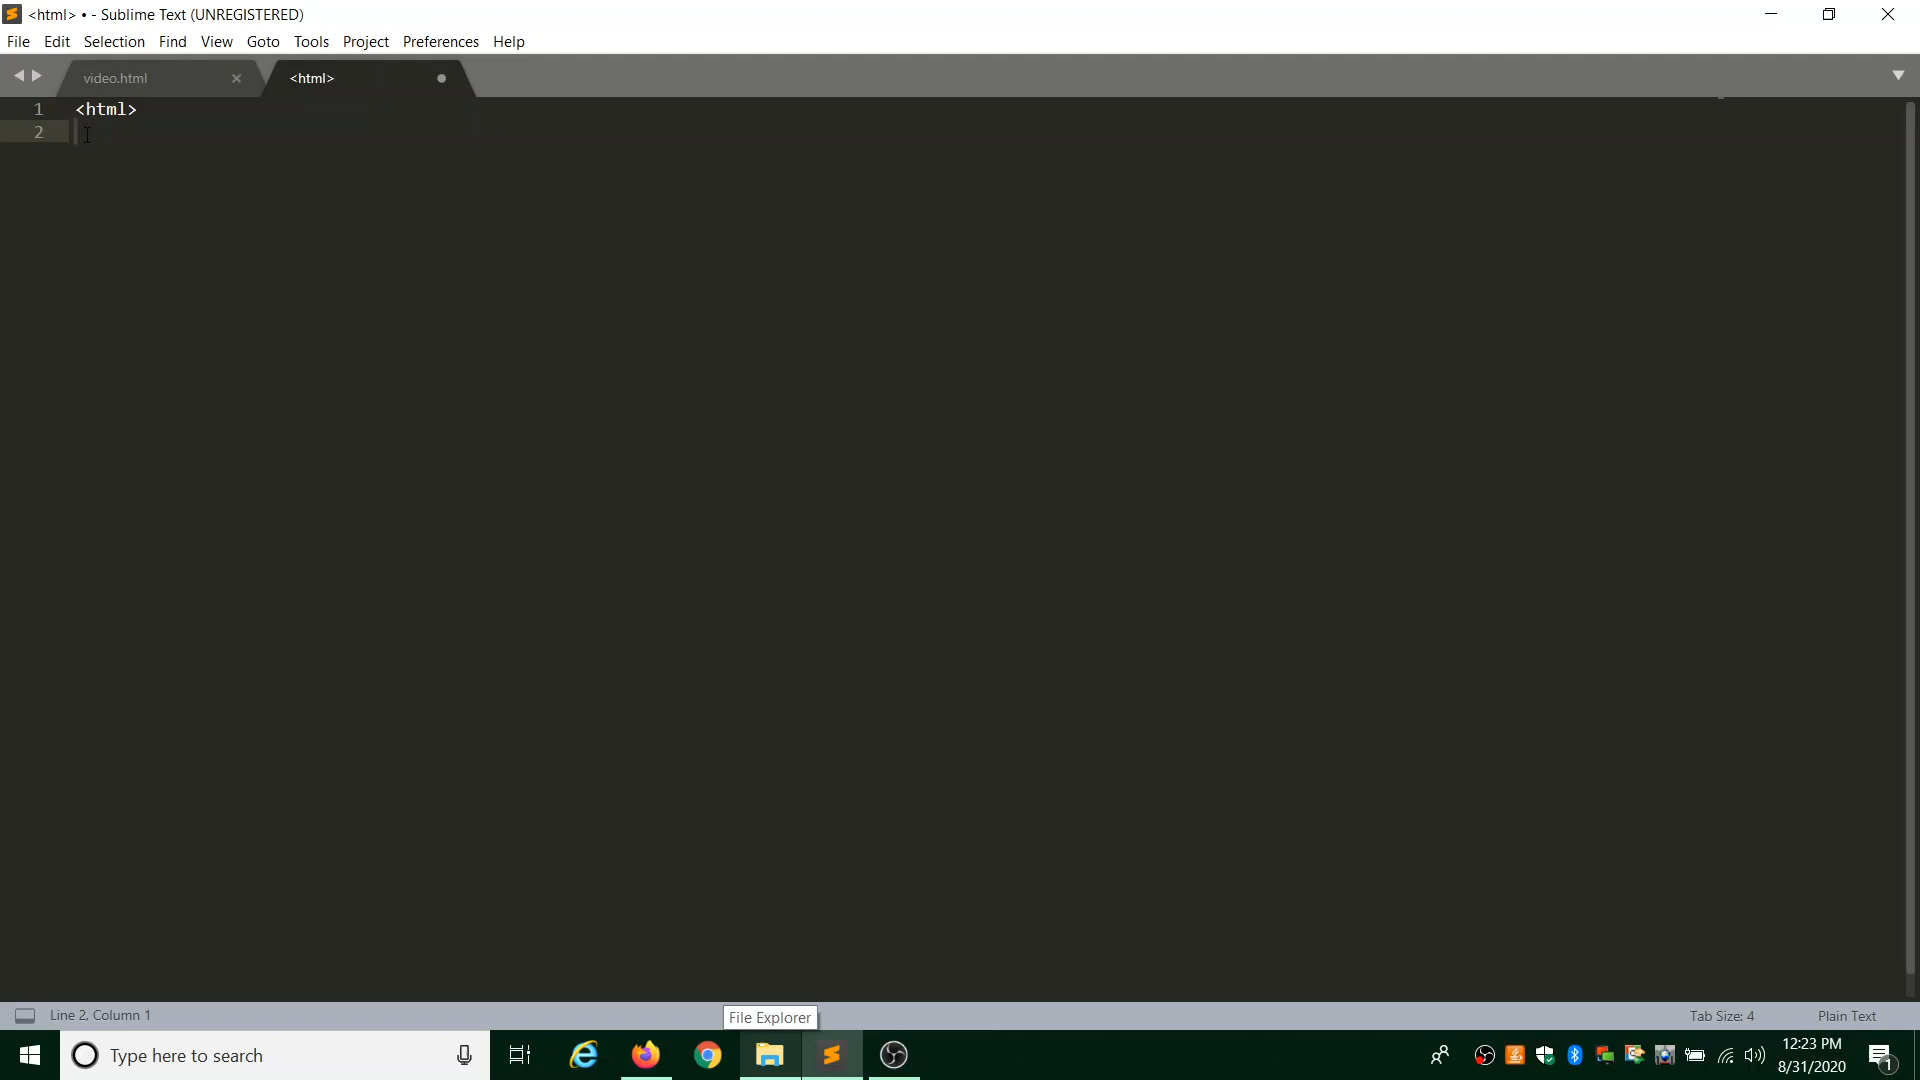 <html> • - Sublime Text (UNREGISTERED)
File Edit Selection Find View Goto Tools Project Preferences Help
video.html <html>
1 <html>
2
Line 2, Column 1 File Explorer Tab Size: 4 Plain Text
Type here to search
12:23 PM
8/31/2020
1